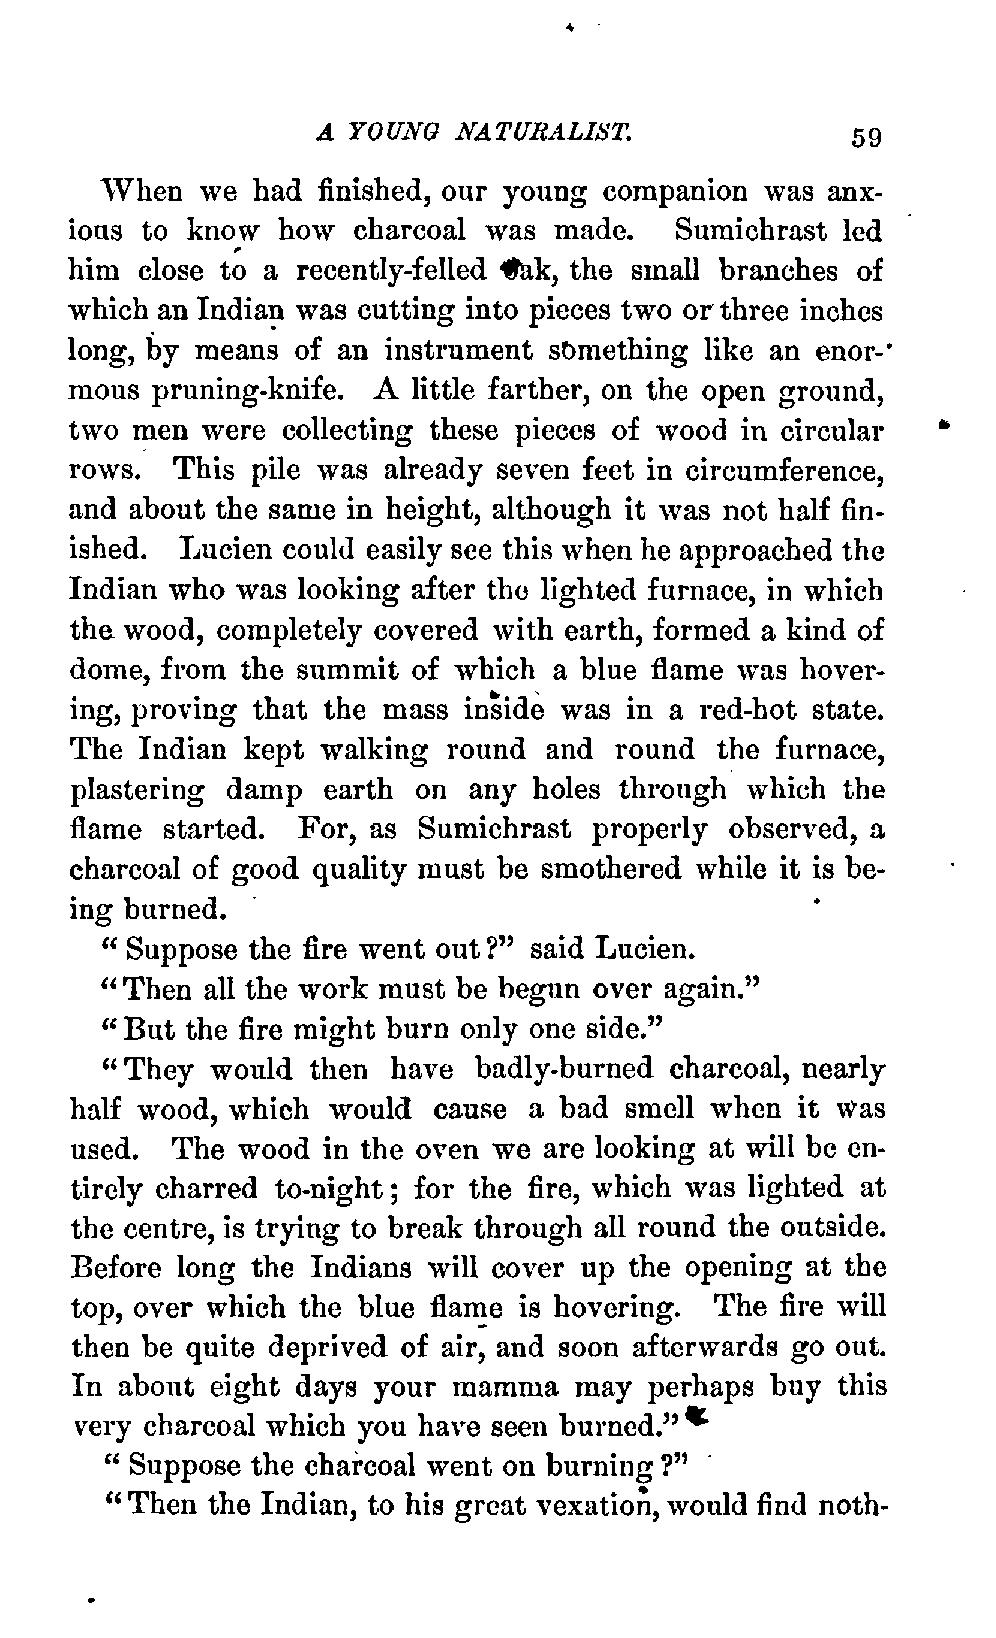 A YOUNG NATURALIST. 59
When we had finished, our young companion was anx-
ious to know how charcoal was made. Sumichrast led
him close to a recently-felled oak, the small branches of
which an Indian was cutting into pieces two or three inches
long, by means of an instrument something like an enor-
mous pruning-knife. A little farther, on the open ground,
two men were collecting these pieces of wood in circular
rows. This pile was already seven feet in circumference,
and about the same in height, although it was not half fin-
ished. Lucien could easily see this when he approached the
Indian who was looking after the lighted furnace, in which
the wood, completely covered with earth, formed a kind of
dome, from the summit of which a blue flame was hover-
ing, proving that the mass inside was in a red-hot state.
The Indian kept walking round and round the furnace,
plastering damp earth on any holes through which the
flame started. For, as Sumichrast properly observed, a
charcoal of good quality must be smothered while it is be-
ing burned.
"Suppose the fire went out?" said Lucien.
"Then all the work must be begun over again."
"But the fire might burn only one side."
"They would then have badly-burned charcoal, nearly
half wood, which would cause a bad smell when it was
used. The wood in the oven we are looking at will be en-
tirely charred to-night; for the fire, which was lighted at
the centre, is trying to break through all round the outside.
Before long the Indians will cover up the opening at the
top, over which the blue flame is hovering. The fire will
then be quite deprived of air, and soon afterwards go out.
In about eight days your mamma may perhaps buy this
very charcoal which you have seen burned."
"Suppose the charcoal went on burning?"
"Then the Indian, to his great vexation, would find noth-